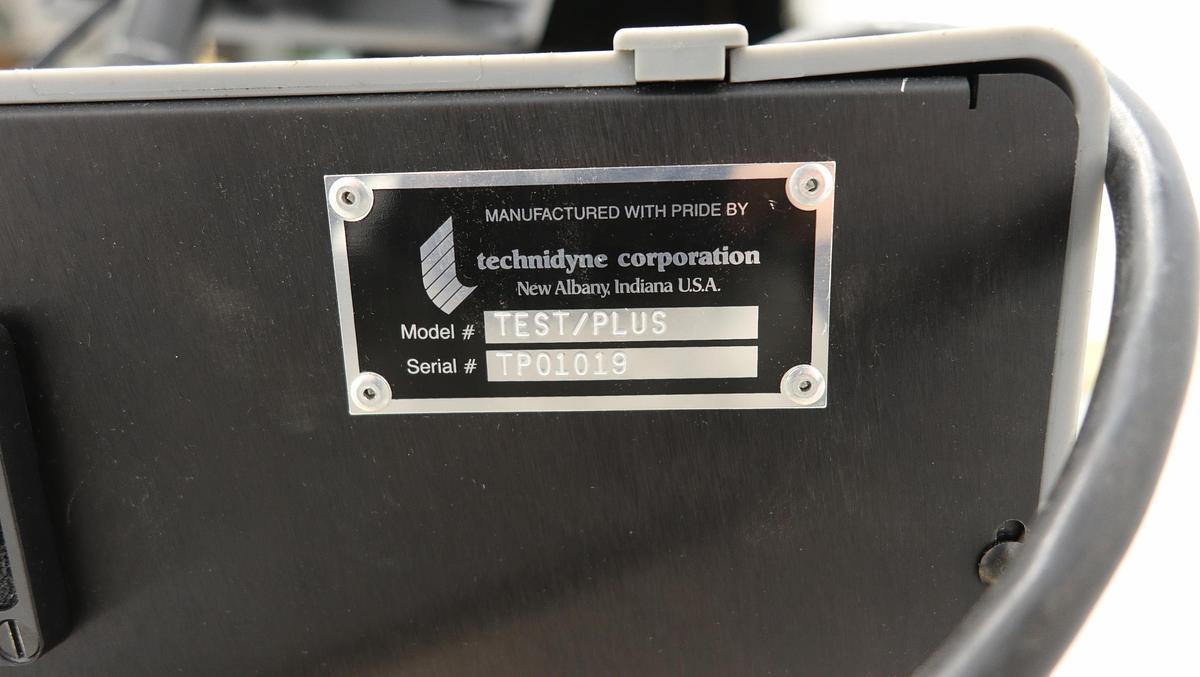 MANUFACTURED WITH PRIDE BY
technidyne corporation
New Albany, Indiana U.S.A.
Model # TEST/PLUS
Serial # TP01019